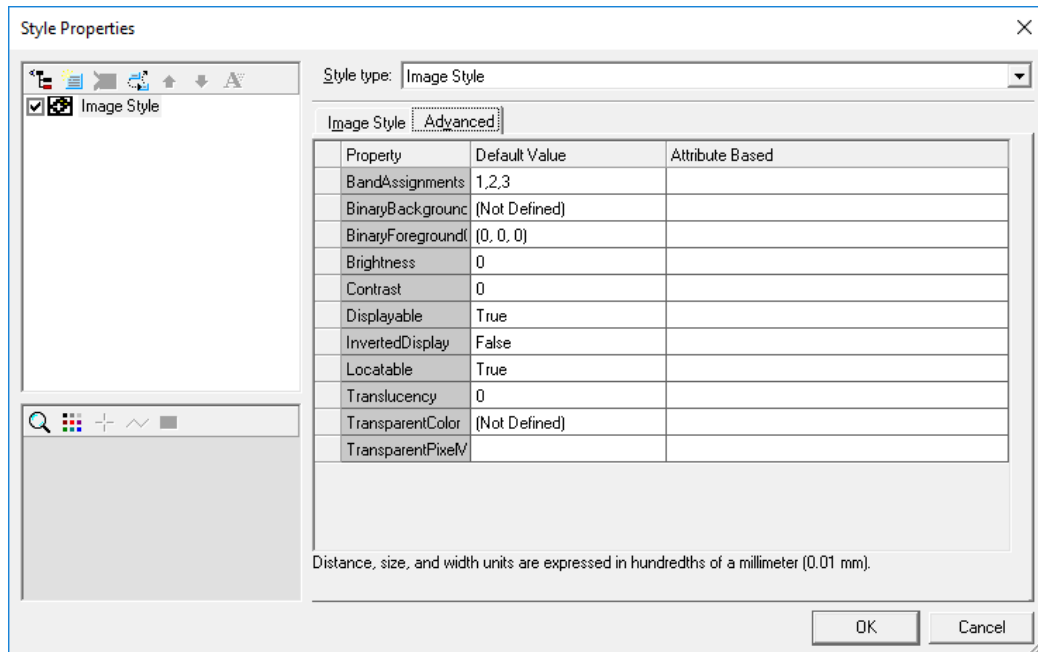 Style Properties
Style type: Image Style
Image Style
Image Style Advanced
Property Default Value Attribute Based
BandAssignments 1,2,3
BinaryBackground (Not Defined)
BinaryForeground( (0, 0, 0)
Brightness 0
Contrast 0
Displayable True
InvertedDisplay False
Locatable True
Translucency 0
TransparentColor (Not Defined)
TransparentPixelV
Distance, size, and width units are expressed in hundredths of a millimeter (0.01 mm).
OK Cancel